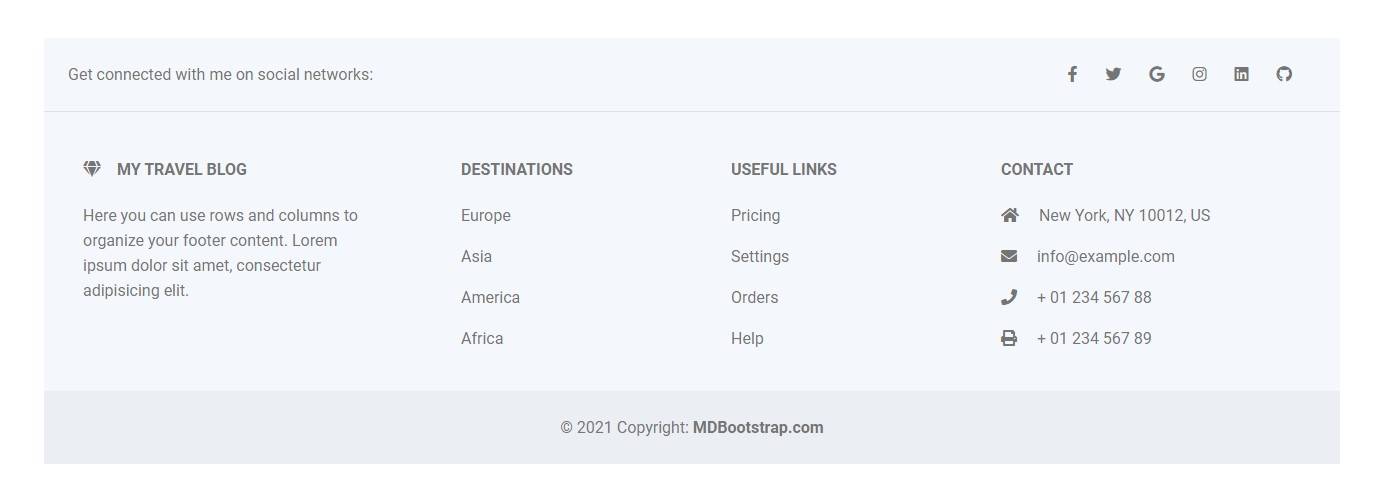 Get connected with me on social networks:
MY TRAVEL BLOG
Here you can use rows and columns to
organize your footer content. Lorem
ipsum dolor sit amet, consectetur
adipisicing elit.
DESTINATIONS
Europe
Asia
America
Africa
USEFUL LINKS
Pricing
Settings
Orders
Help
CONTACT
New York, NY 10012, US
info@example.com
+ 01 234 567 88
+ 01 234 567 89
© 2021 Copyright: MDBootstrap.com